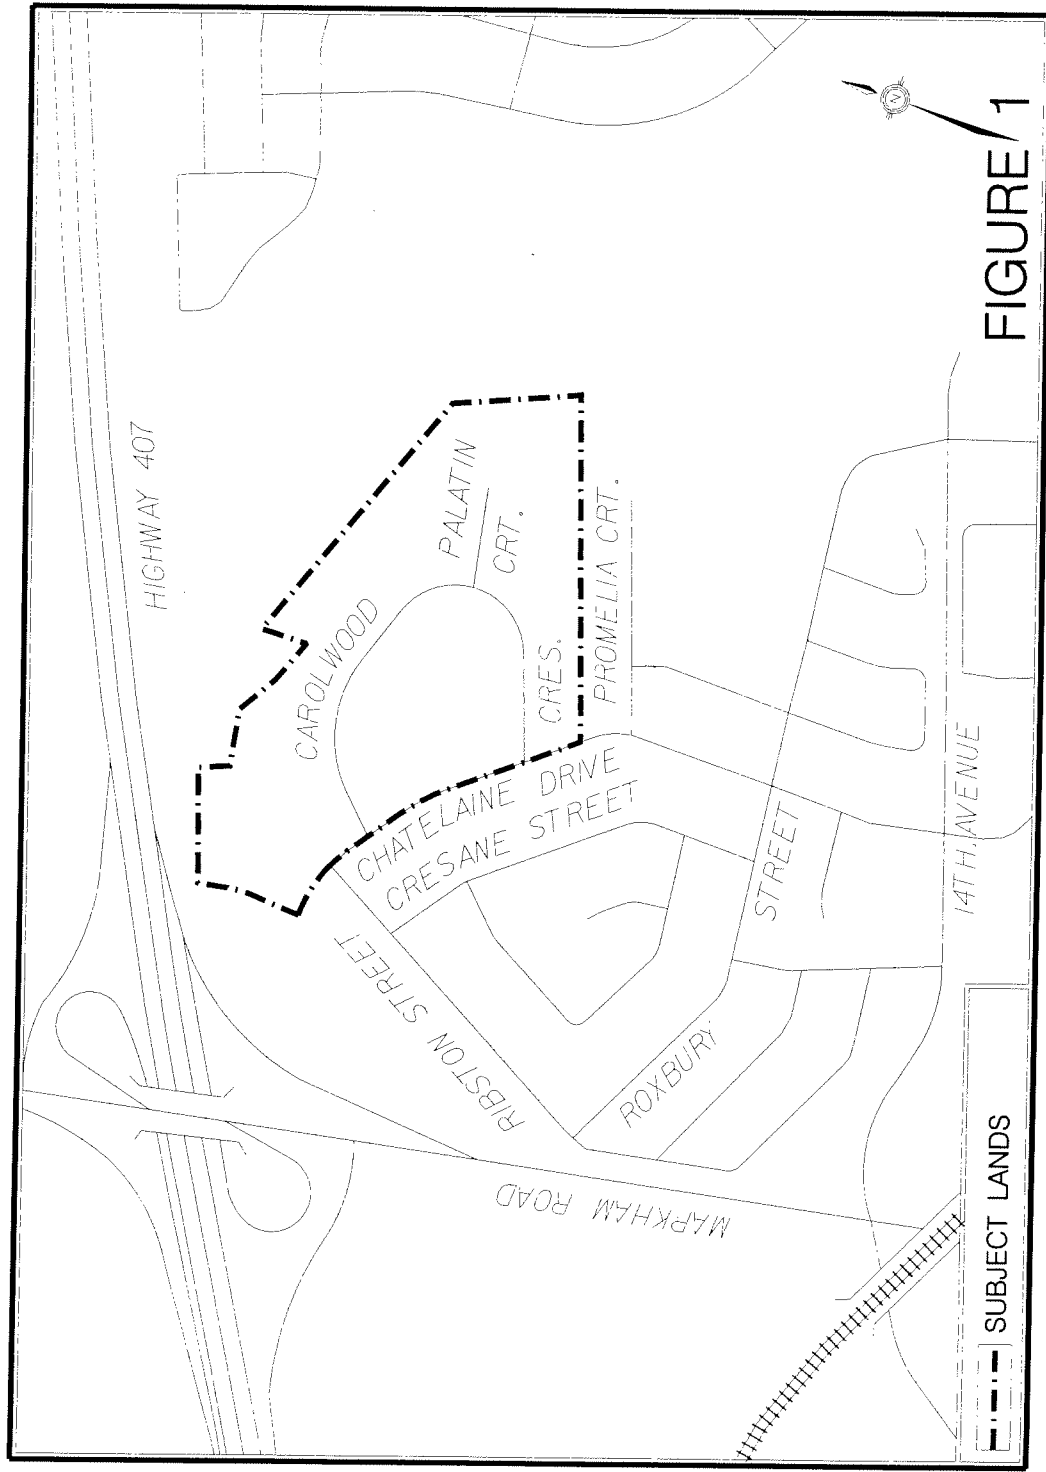 HIGHWAY 407
CAROLWOOD
CRES.
PALATIN
CRT.
PROMELIA CRT.
CHATELAINE DRIVE
CRESANE STREET
RIBSTON STREET
ROXBURY
STREET
MARKHAM ROAD
14TH. AVENUE
N
SUBJECT LANDS
FIGURE 1